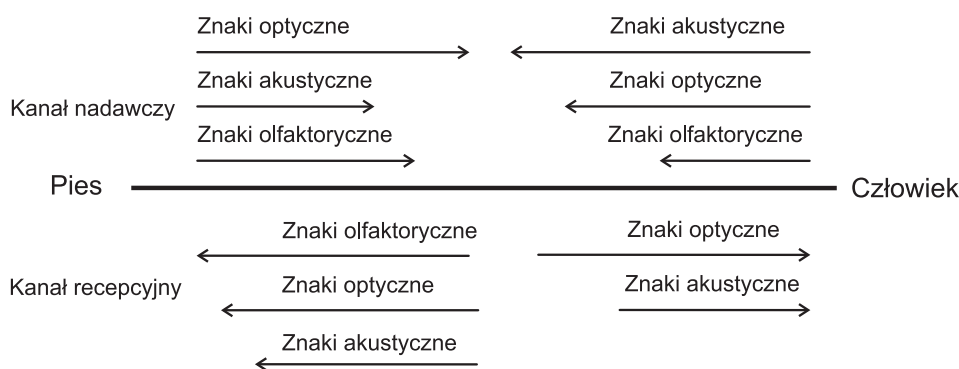 Znaki optyczne Znaki akustyczne
Znaki akustyczne Znaki optyczne
Kanał nadawczy
Znaki olfaktoryczne Znaki olfaktoryczne
Pies Człowiek
Znaki olfaktoryczne Znaki optyczne
Kanał recepcyjny Znaki optyczne Znaki akustyczne
Znaki akustyczne